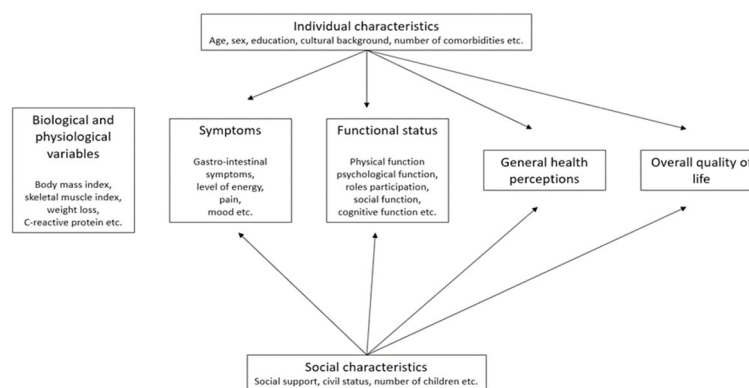 Individual characteristics
Age, sex, education, cultural background, number of comorbidities etc.
Biological and
physiological
variables
Body mass index,
skeletal muscle index,
weight loss,
C-reactive protein etc.
Symptoms
Gastro-intestinal
symptoms,
level of energy,
pain,
mood etc.
Functional status
Physical function
psychological function,
roles participation,
social function,
cognitive function etc.
General health
perceptions
Overall quality of
life
Social characteristics
Social support, civil status, number of children etc.